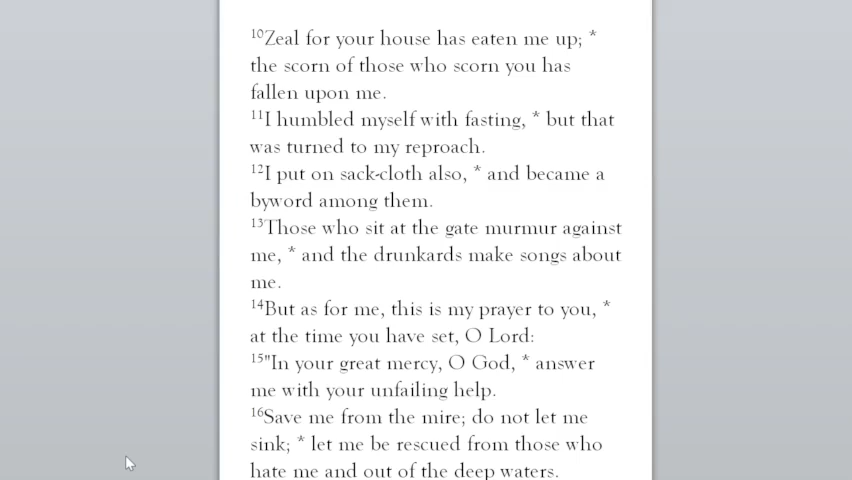 ¹⁰Zeal for your house has eaten me up; *
the scorn of those who scorn you has
fallen upon me.
¹¹I humbled myself with fasting, * but that
was turned to my reproach.
¹²I put on sack-cloth also, * and became a
byword among them.
¹³Those who sit at the gate murmur against
me, * and the drunkards make songs about
me.
¹⁴But as for me, this is my prayer to you, *
at the time you have set, O Lord:
¹⁵"In your great mercy, O God, * answer
me with your unfailing help.
¹⁶Save me from the mire; do not let me
sink; * let me be rescued from those who
hate me and out of the deep waters.